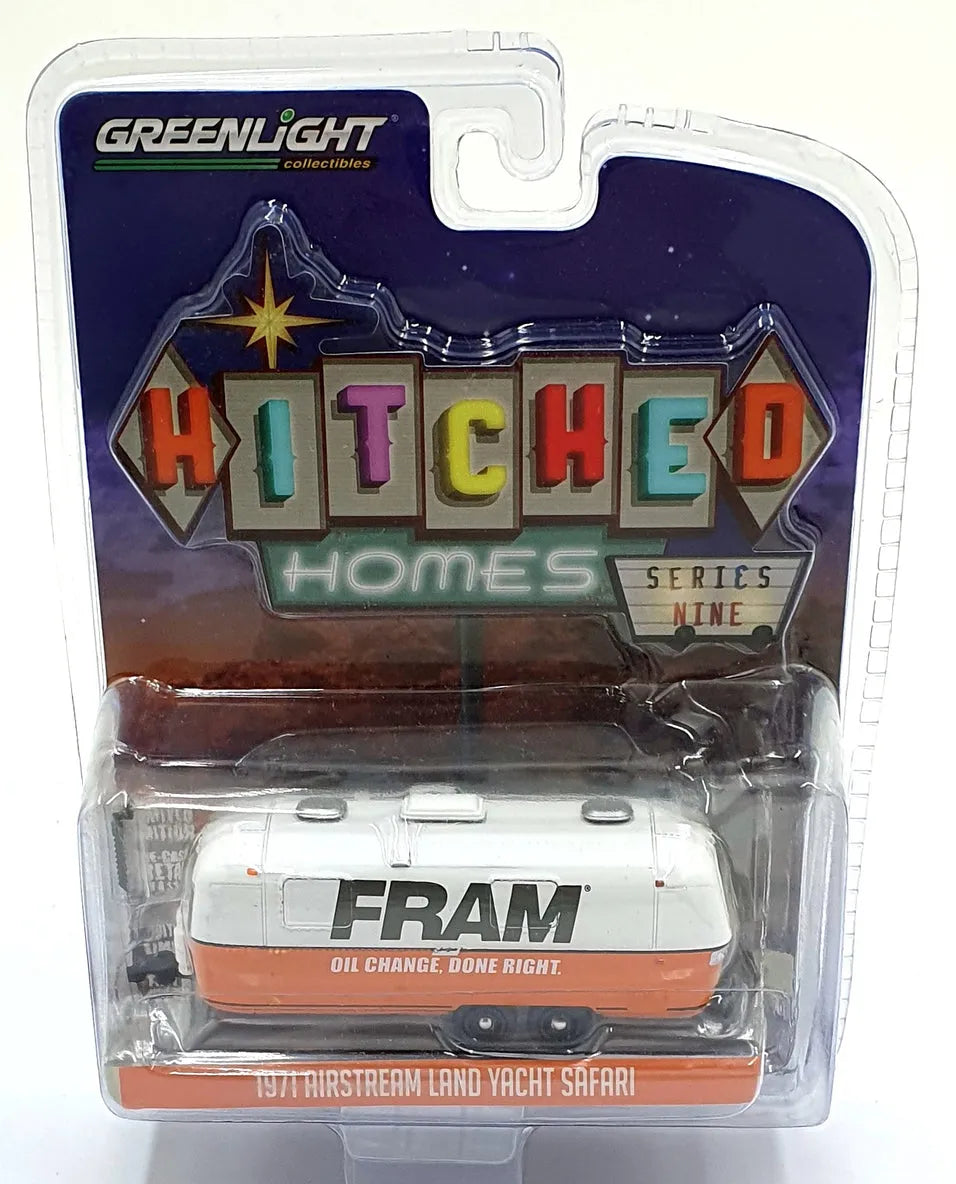 GREENLiGHT®
collectibles
HITCHED
HOMES
SERIES
NINE
FRAM®
OIL CHANGE, DONE RIGHT.
1971 AIRSTREAM LAND YACHT SAFARI